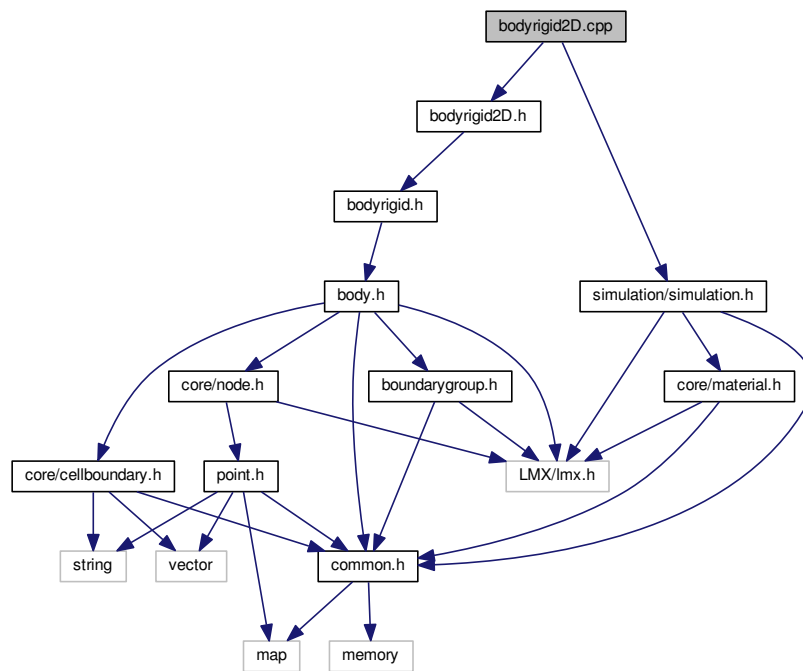 bodyrigid2D.cpp
bodyrigid2D.h
bodyrigid.h
body.h
simulation/simulation.h
core/node.h
boundarygroup.h
core/material.h
core/cellboundary.h
point.h
LMX/lmx.h
string
vector
common.h
map
memory